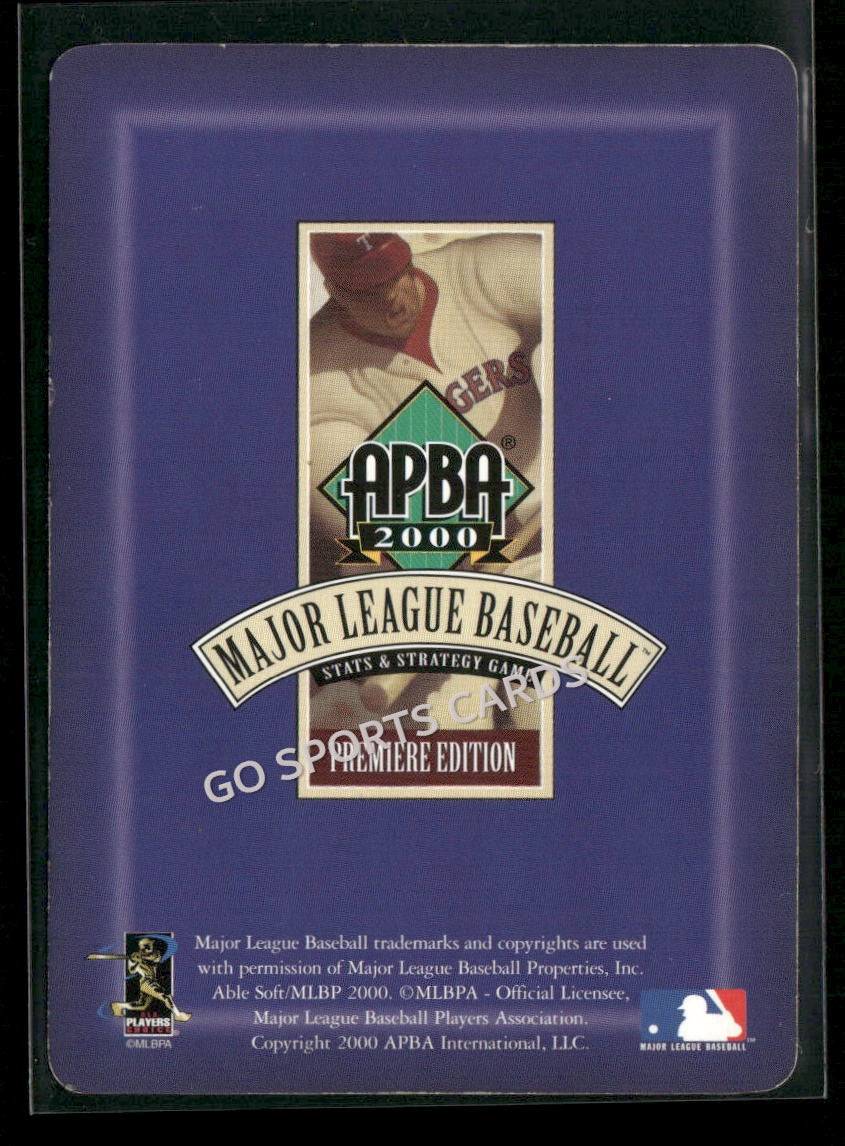 T
GERS
APBA®
2000
MAJOR LEAGUE BASEBALL™
STATS & STRATEGY GAME
GO SPORTS CARDS
PREMIERE EDITION
Major League Baseball trademarks and copyrights are used
with permission of Major League Baseball Properties, Inc.
Able Soft/MLBP 2000. ©MLBPA - Official Licensee,
Major League Baseball Players Association.
Copyright 2000 APBA International, LLC.
PLAYERS
CHOICE
©MLBPA
MAJOR LEAGUE BASEBALL